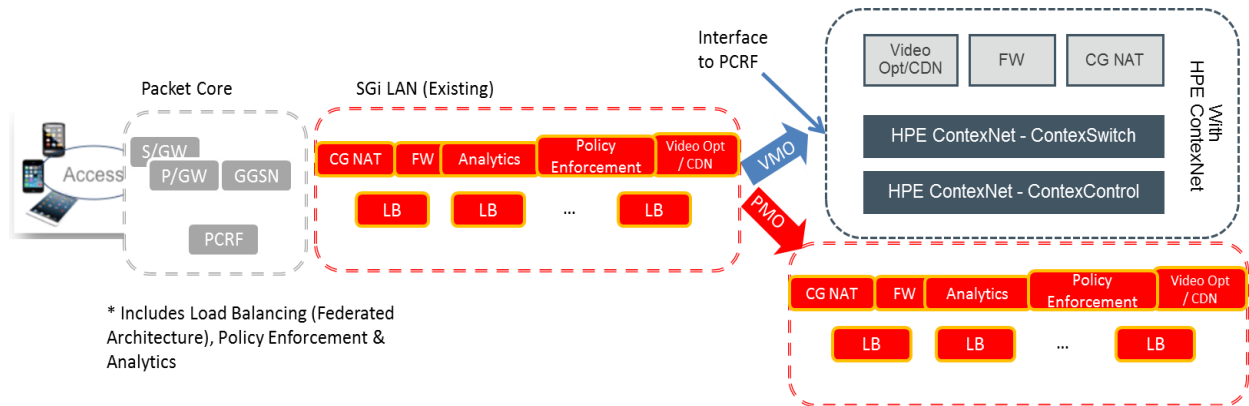 Packet Core
S/GW
P/GW
GGSN
Access
PCRF
SGi LAN (Existing)
CG NAT
FW
Analytics
Policy
Enforcement
Video Opt
/ CDN
LB
LB
...
LB
* Includes Load Balancing (Federated
Architecture), Policy Enforcement &
Analytics
Interface
to PCRF
VMO
PMO
Video
Opt/CDN
FW
CG NAT
HPE ContexNet - ContexSwitch
HPE ContexNet - ContexControl
With
HPE ContexNet
CG NAT
FW
Analytics
Policy
Enforcement
Video Opt
/ CDN
LB
LB
...
LB